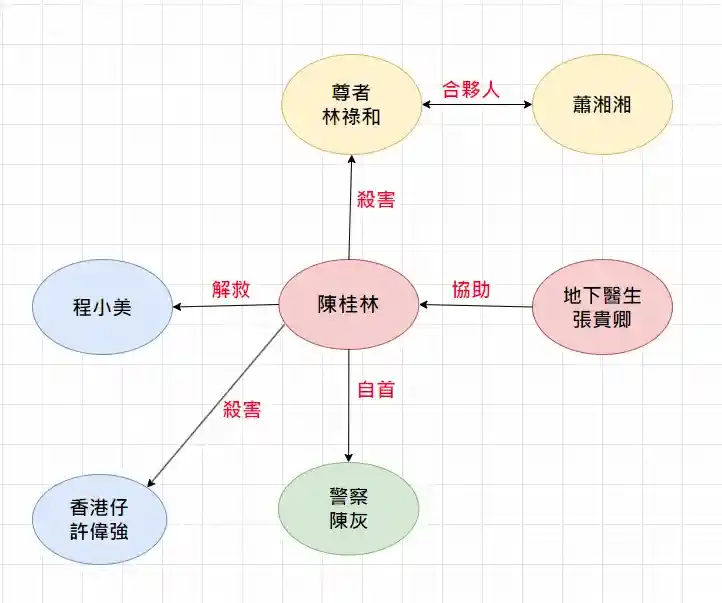 尊者
林祿和
合夥人
蕭湘湘
殺害
程小美
解救
陳桂林
協助
地下醫生
張貴卿
殺害
自首
香港仔
許偉強
警察
陳灰